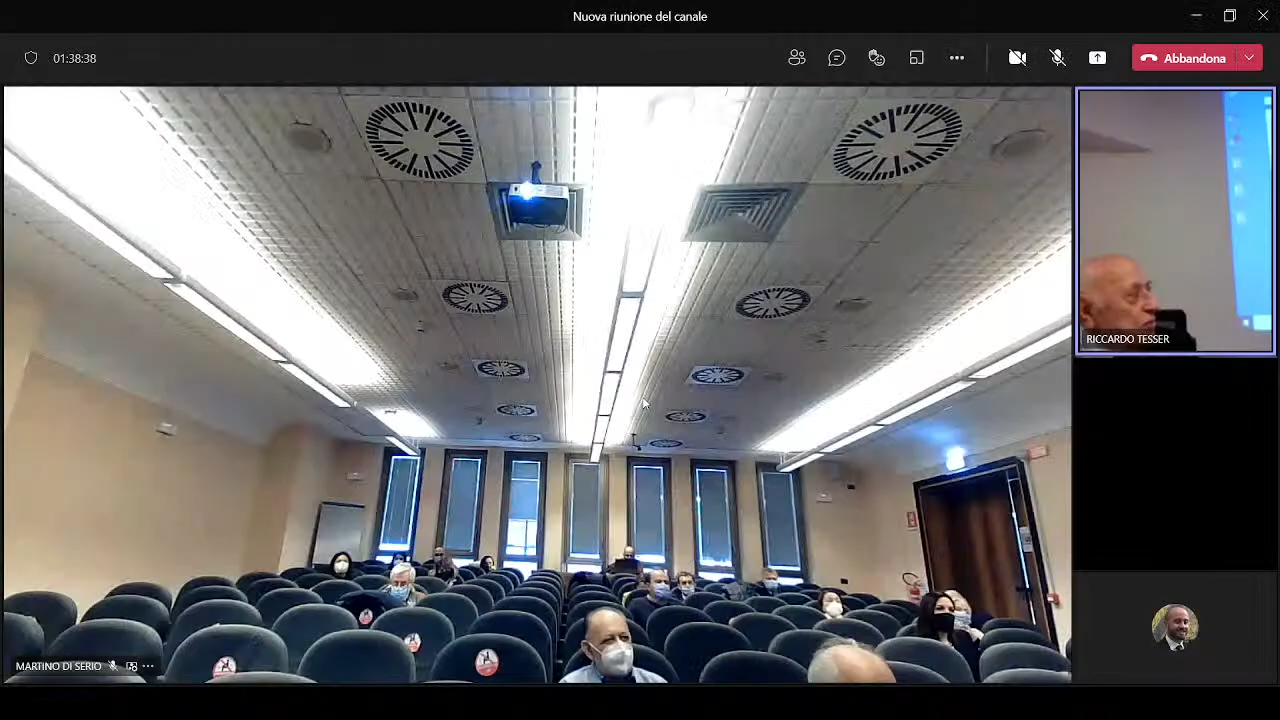 Nuova riunione del canale
01:38:38
Abbandona
RICCARDO TESSER
MARTINO DI SERIO